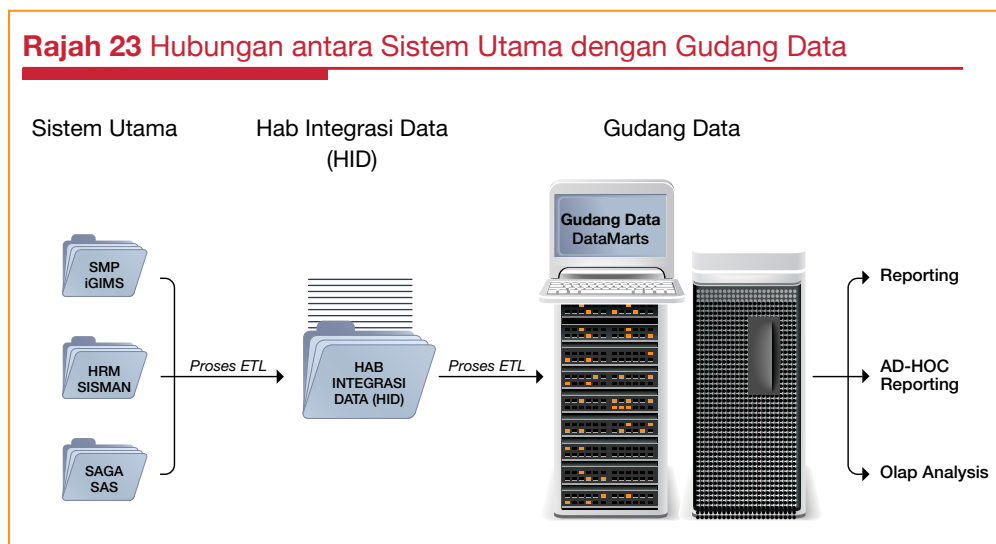 Rajah 23 Hubungan antara Sistem Utama dengan Gudang Data
Sistem Utama
Hab Integrasi Data
(HID)
Gudang Data
SMP
iGIMS
HRM
SISMAN
SAGA
SAS
Proses ETL
HAB
INTEGRASI
DATA (HID)
Proses ETL
Gudang Data
DataMarts
Reporting
AD-HOC
Reporting
Olap Analysis